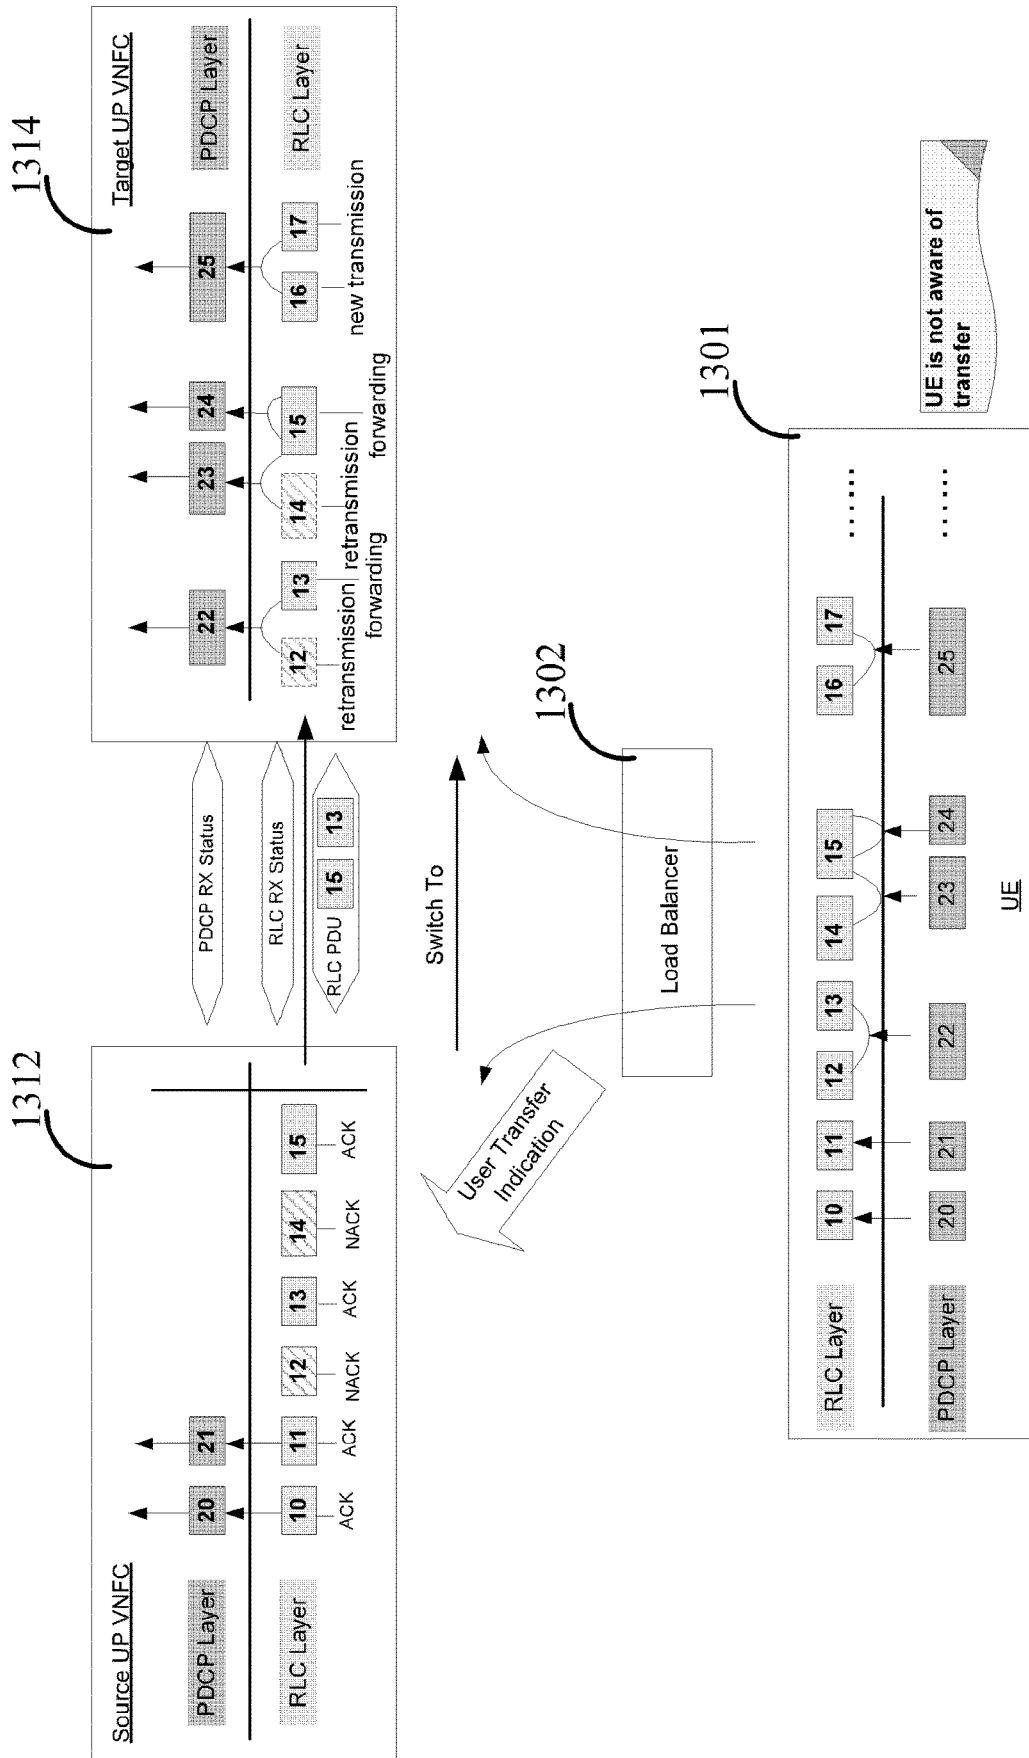 1312
Source UP VNFC
PDCP Layer
20
21
RLC Layer
10
11
12
13
14
15
ACK
ACK
NACK
ACK
NACK
ACK
PDCP RX Status
RLC RX Status
RLC PDU
15
13
1314
Target UP VNFC
22
23
24
25
PDCP Layer
12
13
14
15
16
17
RLC Layer
retransmission
forwarding
retransmission
forwarding
new transmission
User Transfer
Indication
Switch To
1302
Load Balancer
1301
RLC Layer
10
11
12
13
14
15
16
17
......
PDCP Layer
20
21
22
23
24
25
......
UE
UE is not aware of
transfer